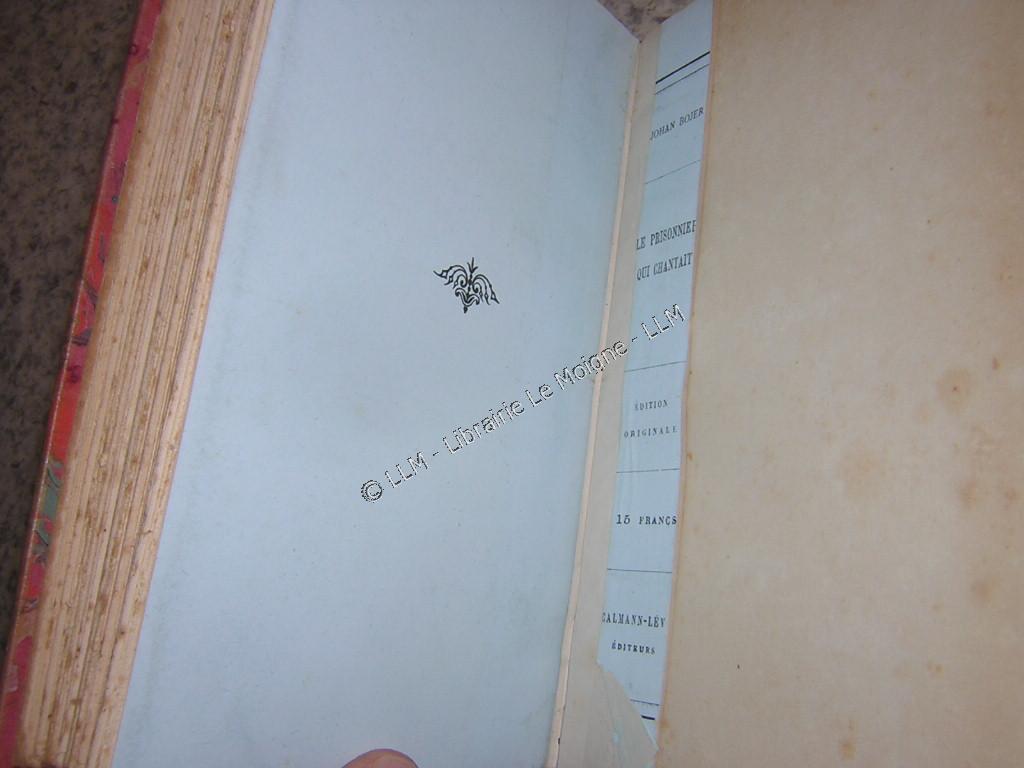 JOHAN BOJER
LE PRISONNIER
QUI CHANTAIT
ÉDITION
ORIGINALE
15 FRANCS
CALMANN-LÉV
ÉDITEURS
© LLM - Librairie Le Moigne - LLM